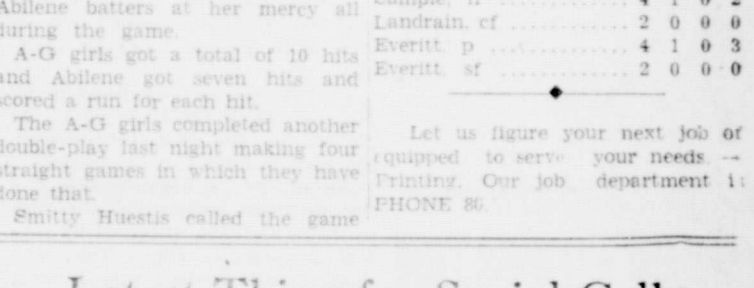 Abilene batters at her mercy all
during the game.
A-G girls got a total of 10 hits
and Abilene got seven hits and
scored a run for each hit.
The A-G girls completed another
double-play last night making four
straight games in which they have
done that.
Smitty Huestis called the game
Landrain, cf 2 0 0 0
Everitt, p 4 1 0 3
Everitt, sf 2 0 0 0
Let us figure your next job of
equipped to serve your needs. —
Printing. Our job department is
PHONE 80.